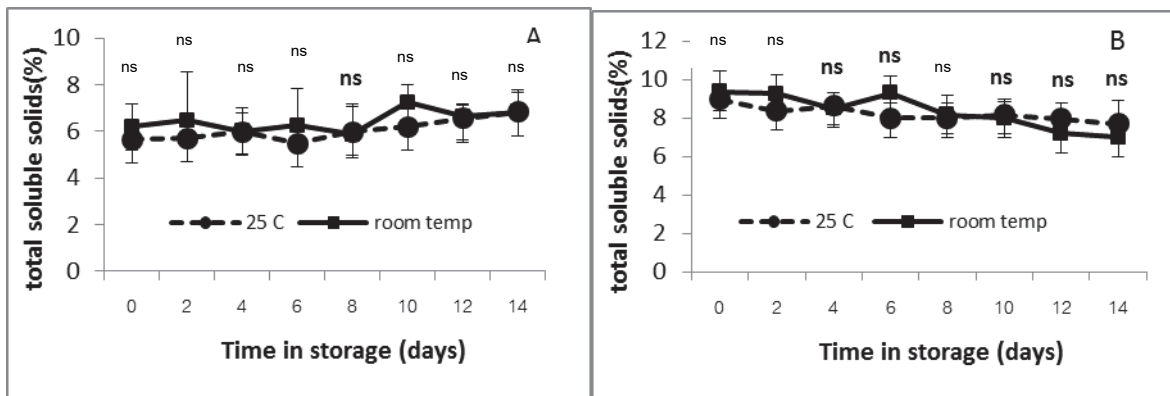 A
10
8
6
4
2
0
total soluble solids(%)
ns ns ns ns ns ns ns ns
25 C room temp
0 2 4 6 8 10 12 14
Time in storage (days)
B
12
10
8
6
4
2
0
total soluble solids(%)
ns ns ns ns ns ns ns ns
25 C room temp
0 2 4 6 8 10 12 14
Time in storage (days)